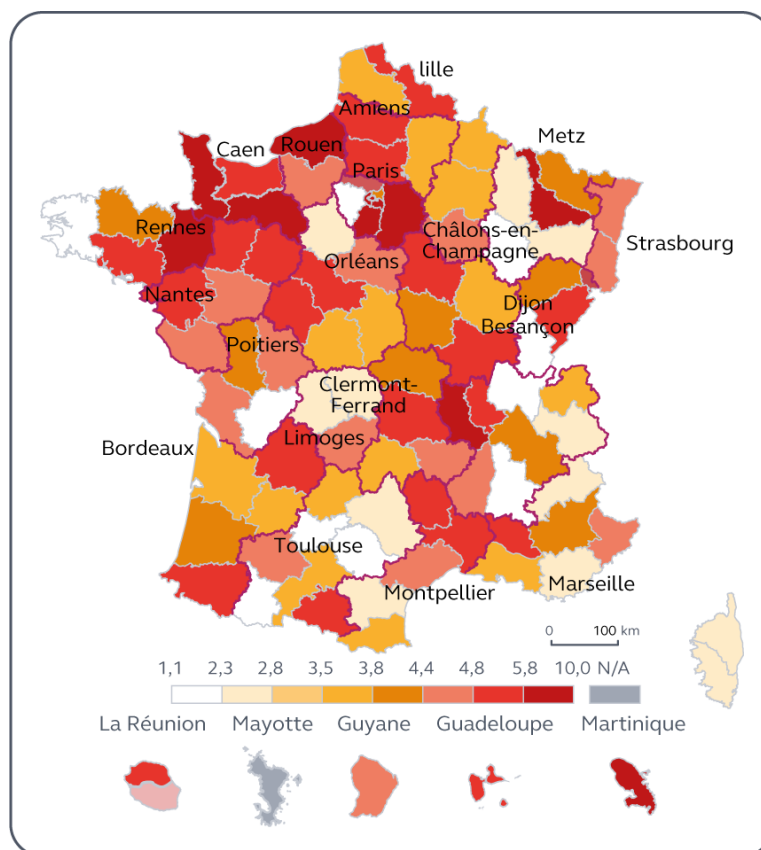 lille
Amiens
Metz
Caen
Rouen
Paris
Rennes
Châlons-en-
Champagne
Strasbourg
Orléans
Nantes
Dijon
Besançon
Poitiers
Clermont-
Ferrand
Limoges
Bordeaux
Toulouse
Montpellier
Marseille
0 100 km
1,1 2,3 2,8 3,5 3,8 4,4 4,8 5,8 10,0 N/A
La Réunion Mayotte Guyane Guadeloupe Martinique